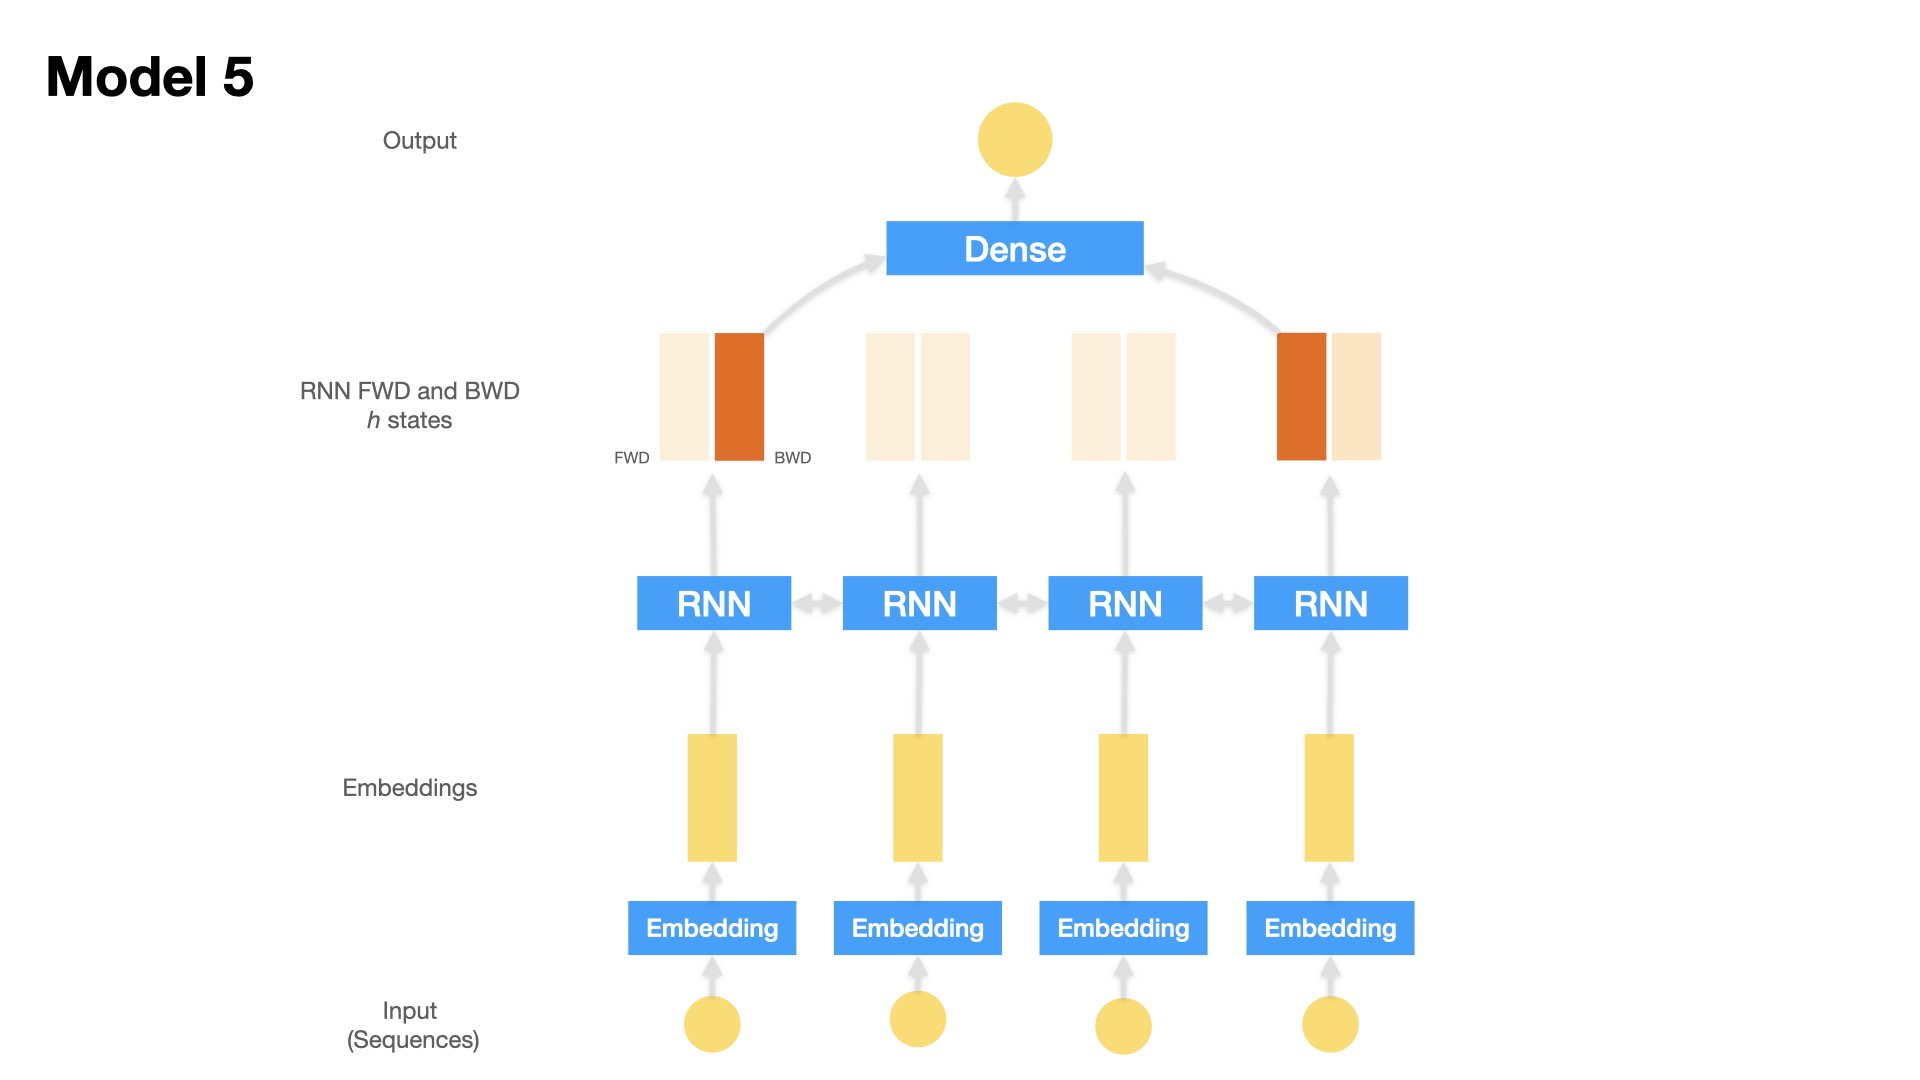 Model 5
Output
Dense
RNN FWD and BWD
h states
FWD
BWD
RNN
RNN
RNN
RNN
Embeddings
Embedding
Embedding
Embedding
Embedding
Input
(Sequences)